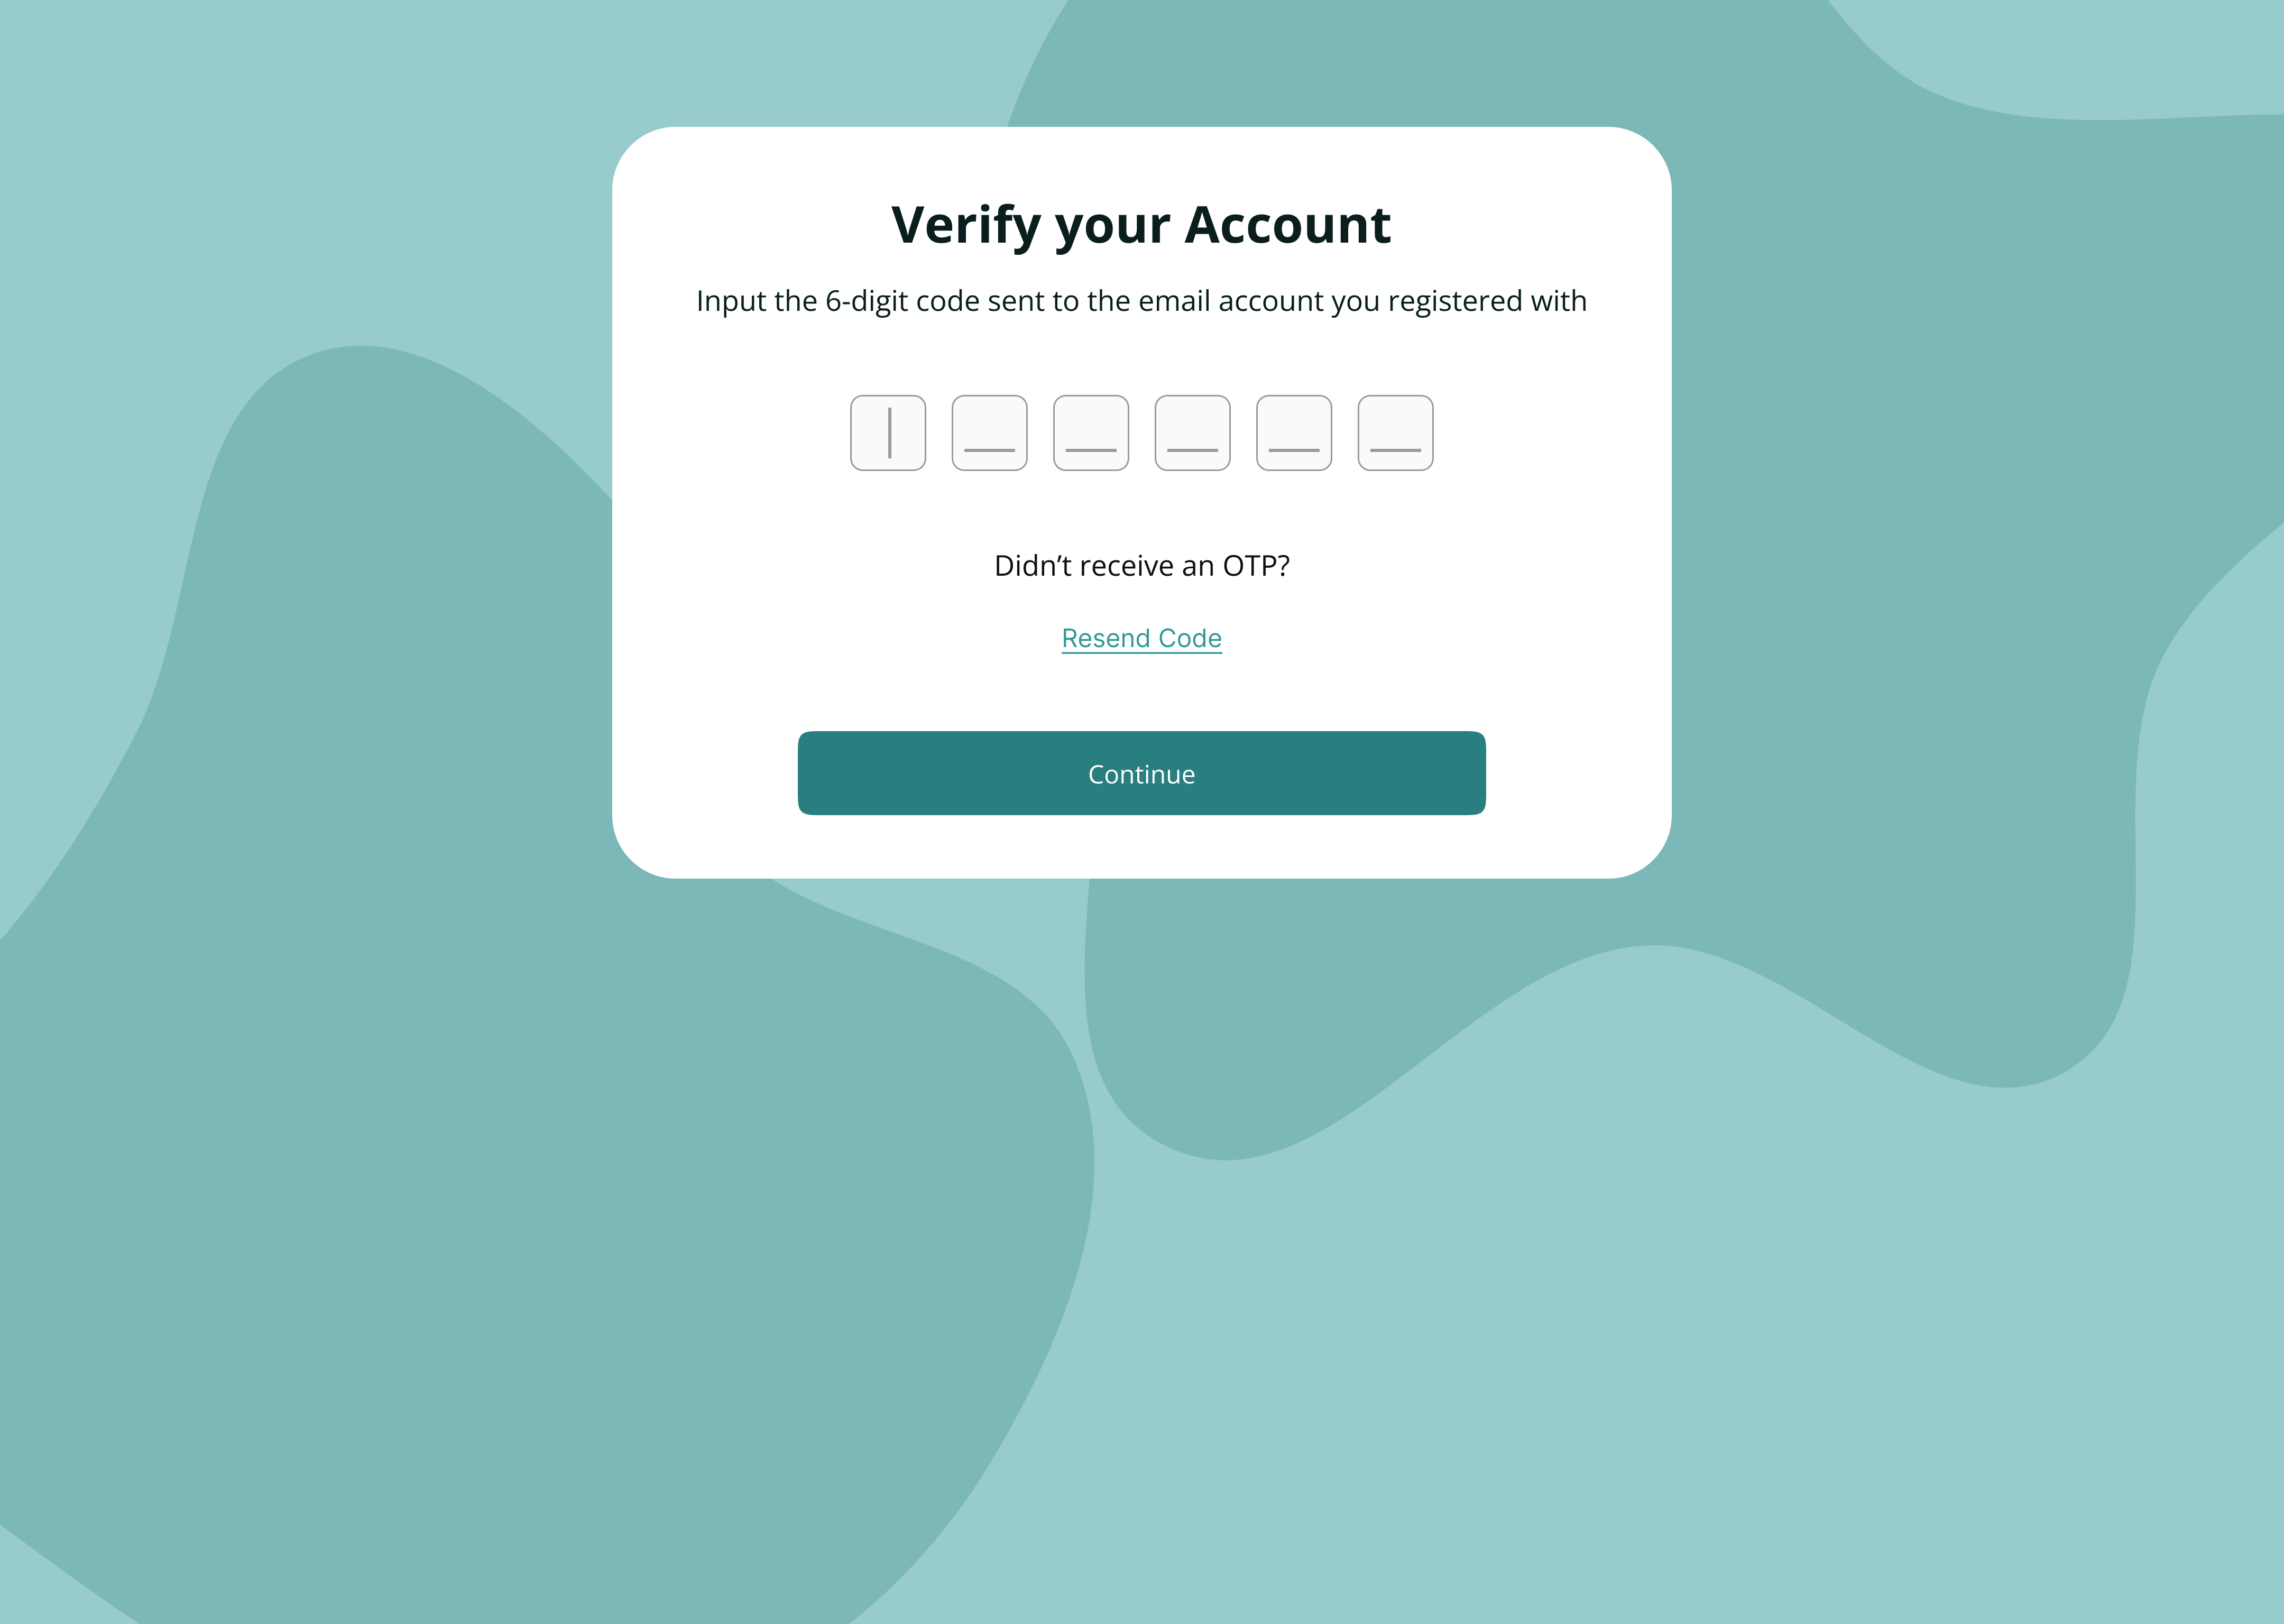 Verify your Account
Input the 6-digit code sent to the email account you registered with
Didn’t receive an OTP?
Resend Code
Continue